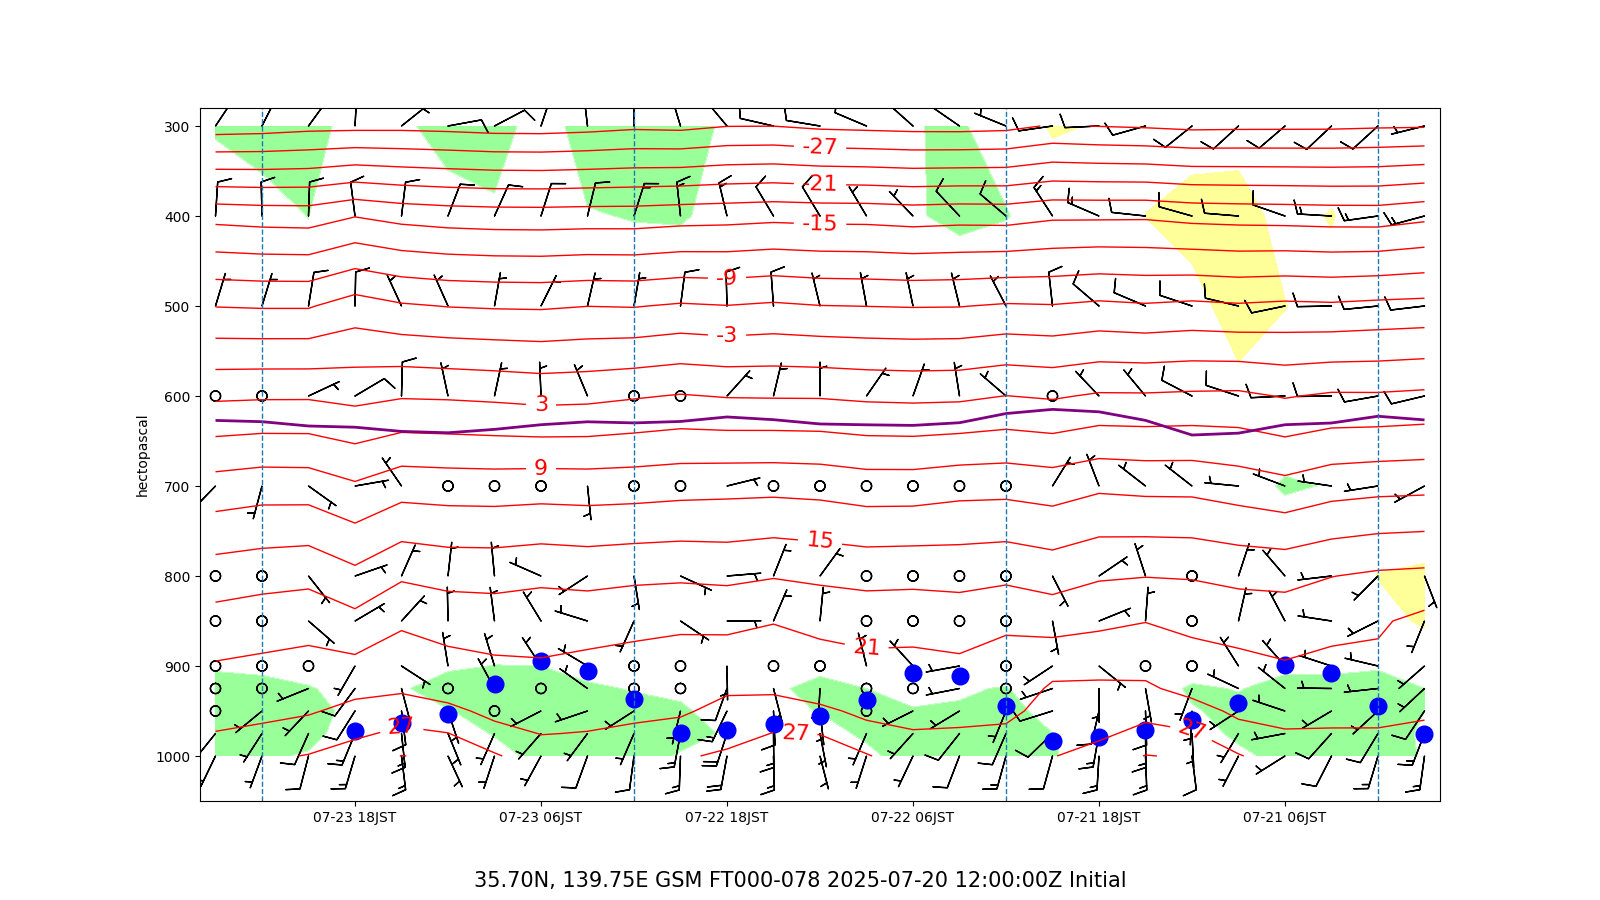 300
400
500
600
700
800
900
1000
hectopascal
-27
-21
-15
-9
-3
3
9
15
21
27
27
27
07-23 18JST
07-23 06JST
07-22 18JST
07-22 06JST
07-21 18JST
07-21 06JST
35.70N, 139.75E GSM FT000-078 2025-07-20 12:00:00Z Initial